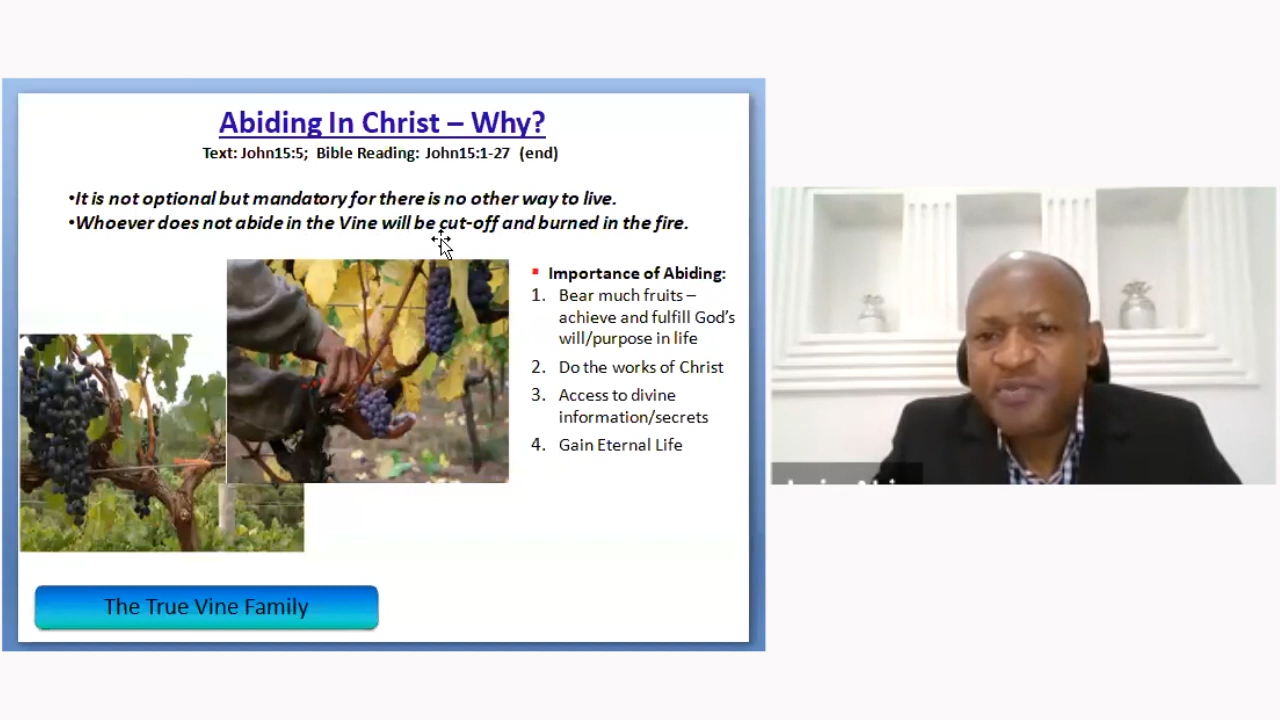 Abiding In Christ – Why?
Text: John15:5; Bible Reading: John15:1-27 (end)
•It is not optional but mandatory for there is no other way to live.
•Whoever does not abide in the Vine will be cut-off and burned in the fire.
Importance of Abiding:
1. Bear much fruits –
achieve and fulfill God's
will/purpose in life
2. Do the works of Christ
3. Access to divine
information/secrets
4. Gain Eternal Life
The True Vine Family